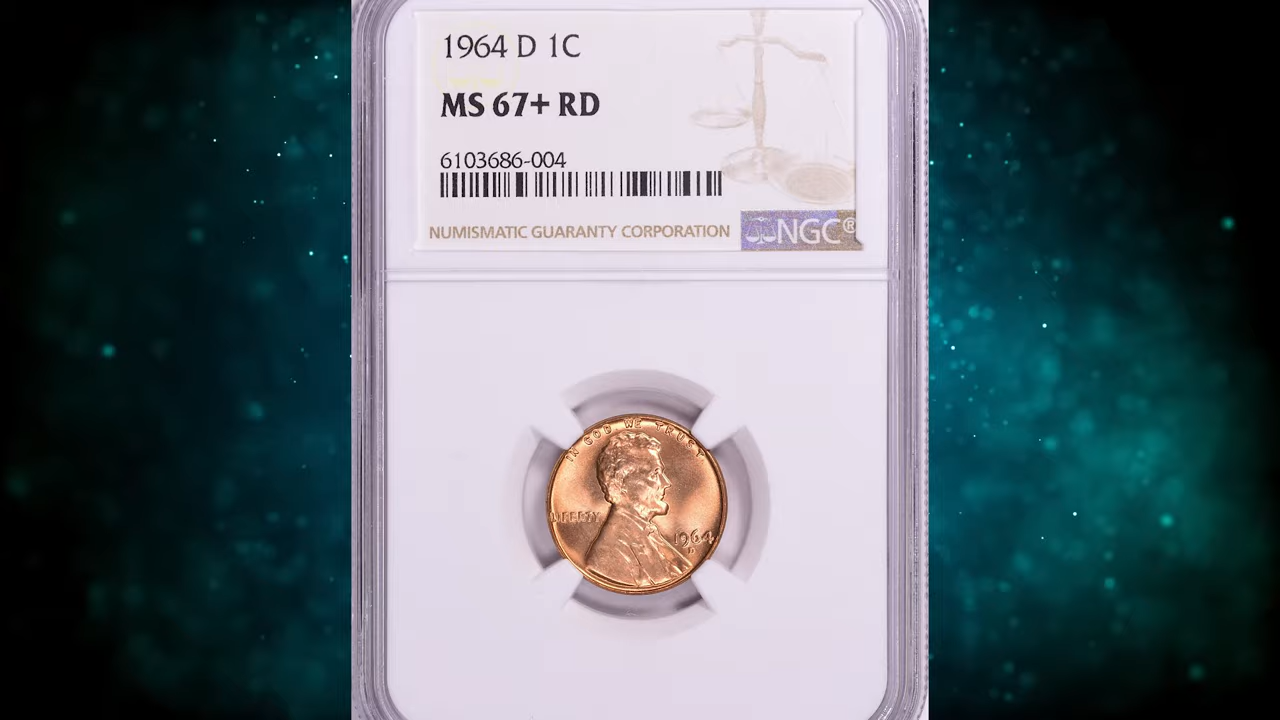 1964 D 1C
MS 67+ RD
6103686-004
NUMISMATIC GUARANTY CORPORATION
NGC®
IN GOD WE TRUST
LIBERTY
1964
D